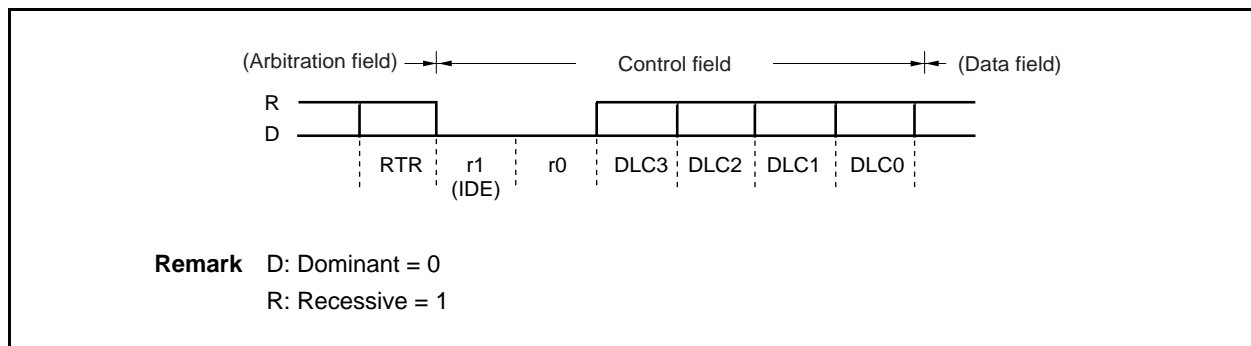 (Arbitration field) Control field (Data field)
R
D
RTR r1 r0 DLC3 DLC2 DLC1 DLC0
(IDE)
Remark D: Dominant = 0
R: Recessive = 1